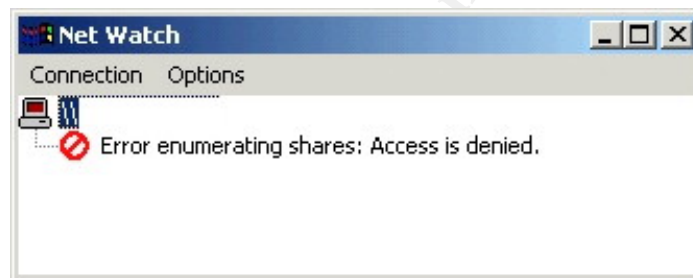 Net Watch
Connection Options
\\
Error enumerating shares: Access is denied.